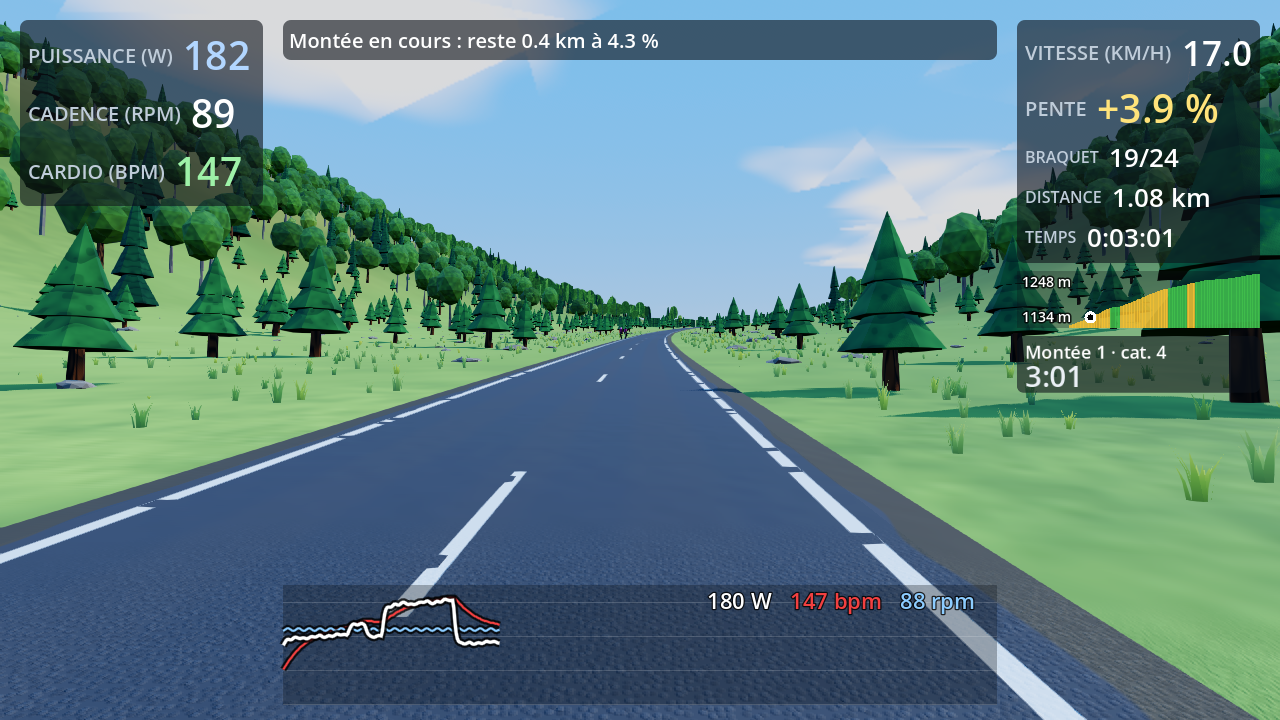 PUISSANCE (W) 182
CADENCE (RPM) 89
CARDIO (BPM) 147
Montée en cours : reste 0.4 km à 4.3 %
VITESSE (KM/H) 17.0
PENTE +3.9 %
BRAQUET 19/24
DISTANCE 1.08 km
TEMPS 0:03:01
1248 m
1134 m
Montée 1 · cat. 4
3:01
180 W 147 bpm 88 rpm